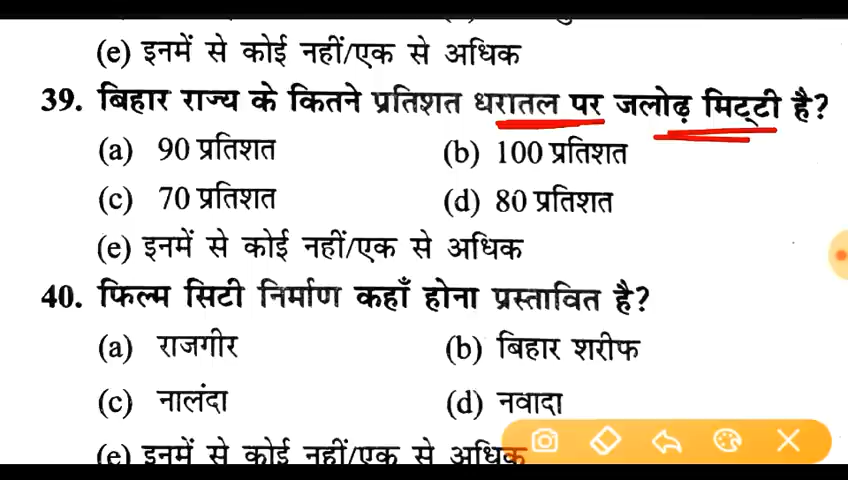 (e) इनमें से कोई नहीं/एक से अधिक
39. बिहार राज्य के कितने प्रतिशत धरातल पर जलोढ़ मिट्टी है?
(a) 90 प्रतिशत (b) 100 प्रतिशत
(c) 70 प्रतिशत (d) 80 प्रतिशत
(e) इनमें से कोई नहीं/एक से अधिक
40. फिल्म सिटी निर्माण कहाँ होना प्रस्तावित है?
(a) राजगीर (b) बिहार शरीफ
(c) नालंदा (d) नवादा
(e) इनमें से कोई नहीं/एक से अधिक